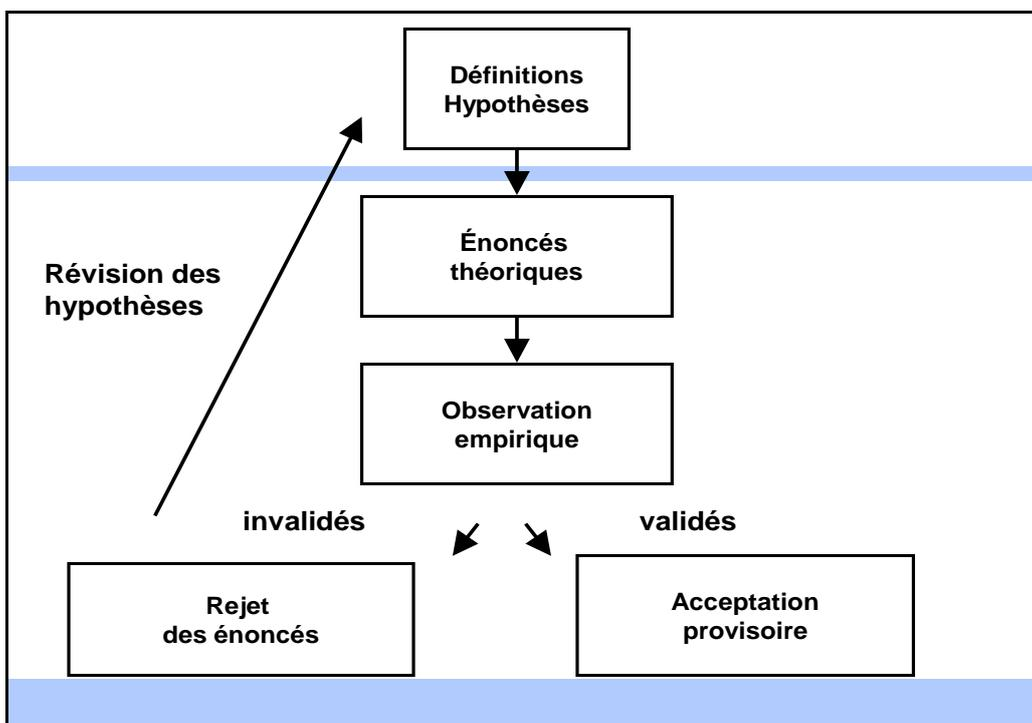 Définitions
Hypothèses
Énoncés
théoriques
Révision des
hypothèses
Observation
empirique
invalidés
validés
Rejet
des énoncés
Acceptation
provisoire